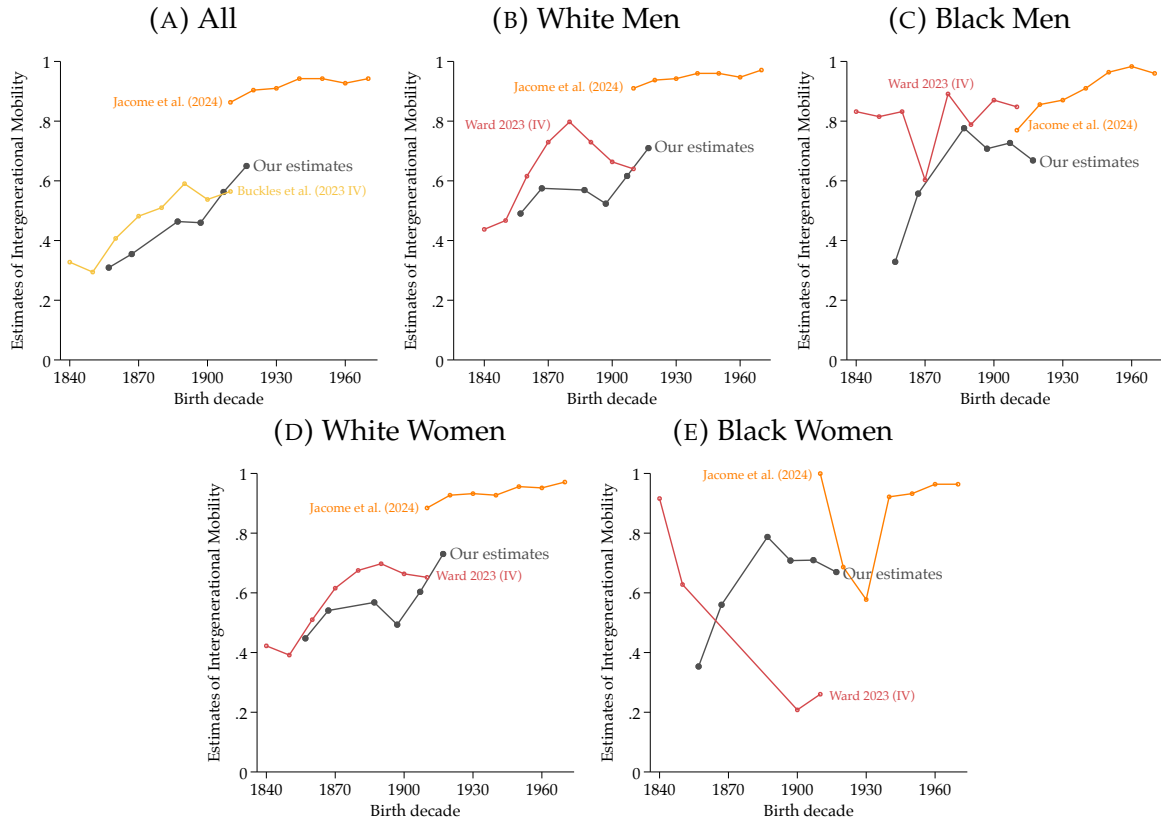 (A) All
Estimates of Intergenerational Mobility
1
.8
.6
.4
.2
0
Jacome et al. (2024)
Our estimates
Buckles et al. (2023 IV)
1840 1870 1900 1930 1960
Birth decade
(B) White Men
Estimates of Intergenerational Mobility
1
.8
.6
.4
.2
0
Jacome et al. (2024)
Ward 2023 (IV)
Our estimates
1840 1870 1900 1930 1960
Birth decade
(C) Black Men
Estimates of Intergenerational Mobility
1
.8
.6
.4
.2
0
Ward 2023 (IV)
Jacome et al. (2024)
Our estimates
1840 1870 1900 1930 1960
Birth decade
(D) White Women
Estimates of Intergenerational Mobility
1
.8
.6
.4
.2
0
Jacome et al. (2024)
Our estimates
Ward 2023 (IV)
1840 1870 1900 1930 1960
Birth decade
(E) Black Women
Estimates of Intergenerational Mobility
1
.8
.6
.4
.2
0
Jacome et al. (2024)
Our estimates
Ward 2023 (IV)
1840 1870 1900 1930 1960
Birth decade